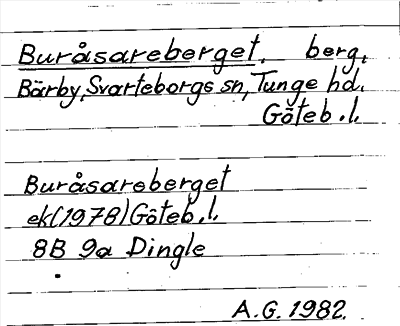 Buråsareberget, berg,
Bärby, Svarteborgs sn, Tunge hd.
Göteb. l.
Buråsareberget
ek (1978) Göteb. l.
8B 9a Dingle
A.G. 1982.